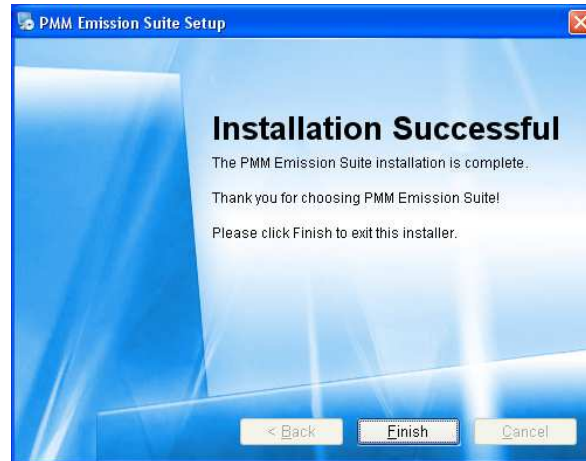 PMM Emission Suite Setup
Installation Successful
The PMM Emission Suite installation is complete.
Thank you for choosing PMM Emission Suite!
Please click Finish to exit this installer.
< Back Finish Cancel